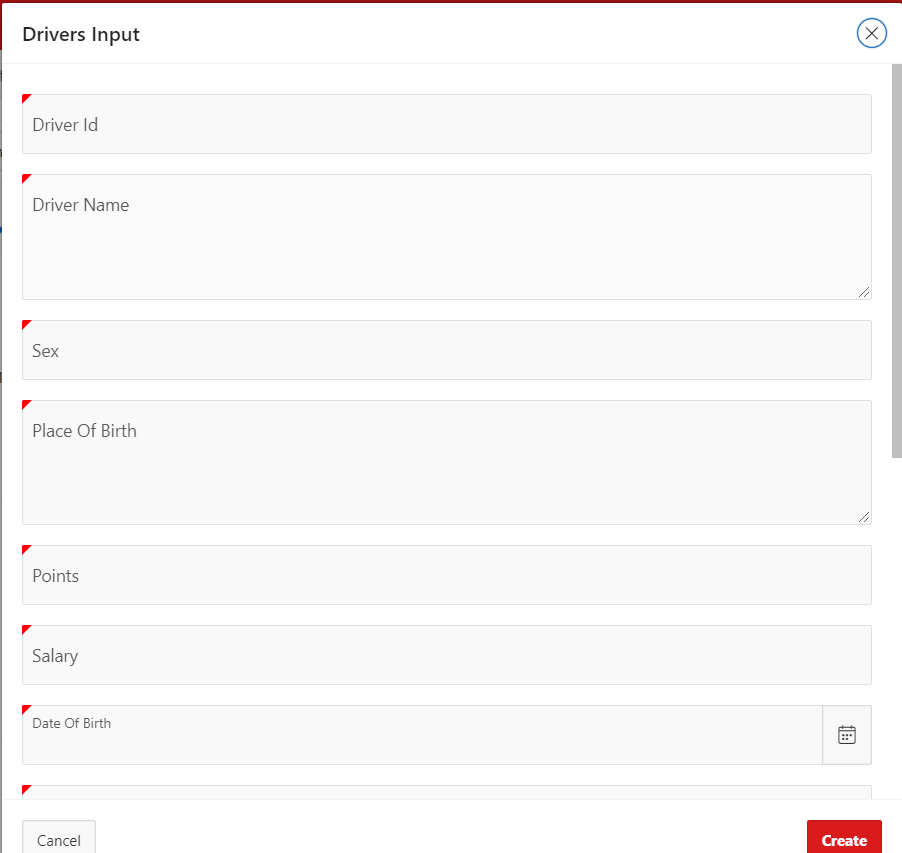 Drivers Input
Driver Id
Driver Name
Sex
Place Of Birth
Points
Salary
Date Of Birth
Cancel
Create